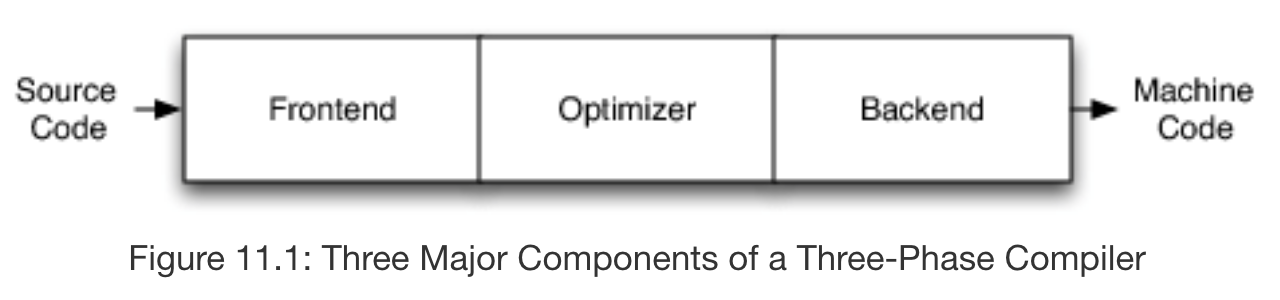 Source
Code
Frontend
Optimizer
Backend
Machine
Code
Figure 11.1: Three Major Components of a Three-Phase Compiler